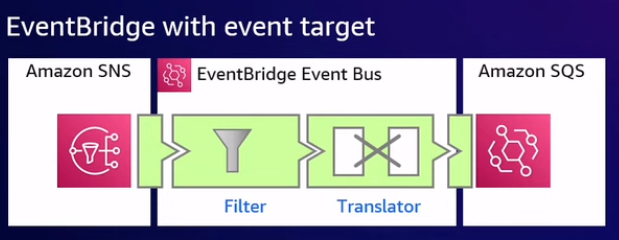 EventBridge with event target
Amazon SNS
EventBridge Event Bus
Amazon SQS
Filter
Translator